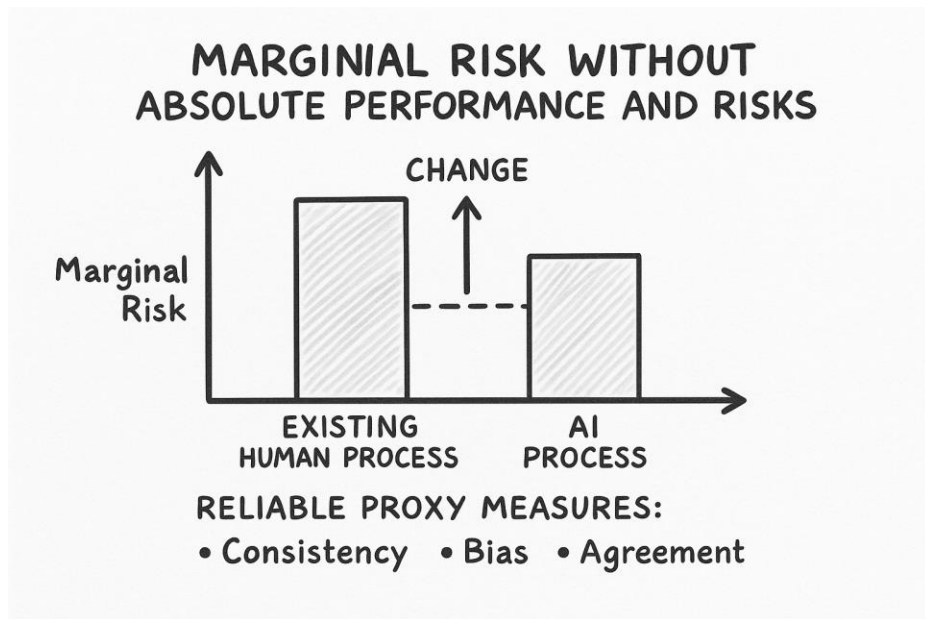 MARGINIAL RISK WITHOUT
ABSOLUTE PERFORMANCE AND RISKS
CHANGE
Marginal
Risk
EXISTING
HUMAN PROCESS
AI
PROCESS
RELIABLE PROXY MEASURES:
• Consistency • Bias • Agreement